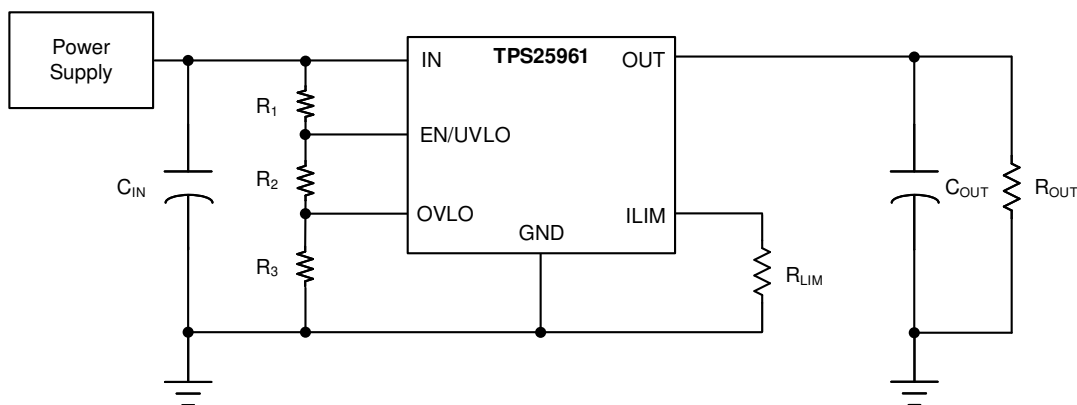 Power
Supply
IN
TPS25961
OUT
R1
EN/UVLO
R2
CIN
OVLO
ILIM
GND
R3
RLIM
COUT
ROUT